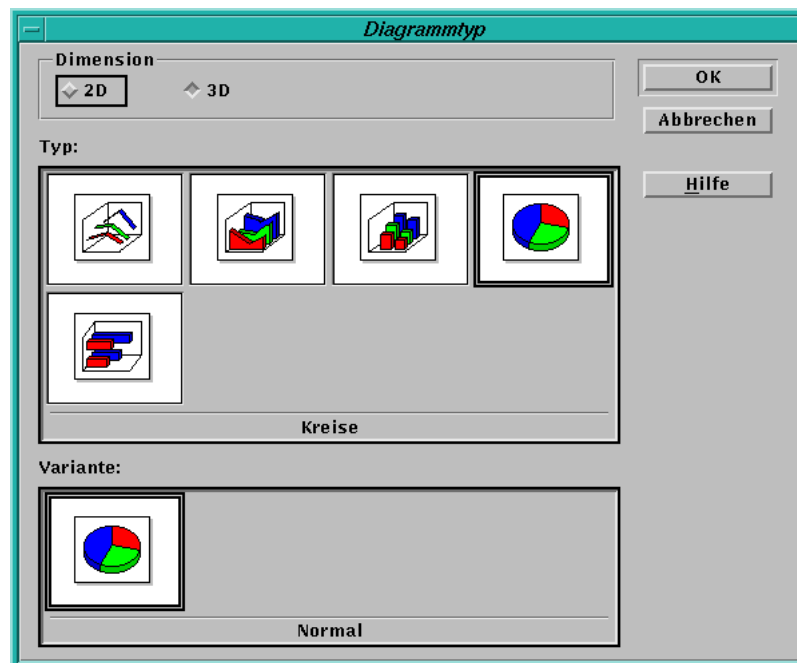 Diagrammtyp
Dimension
2D 3D
OK
Abbrechen
Typ:
Hilfe
Kreise
Variante:
Normal